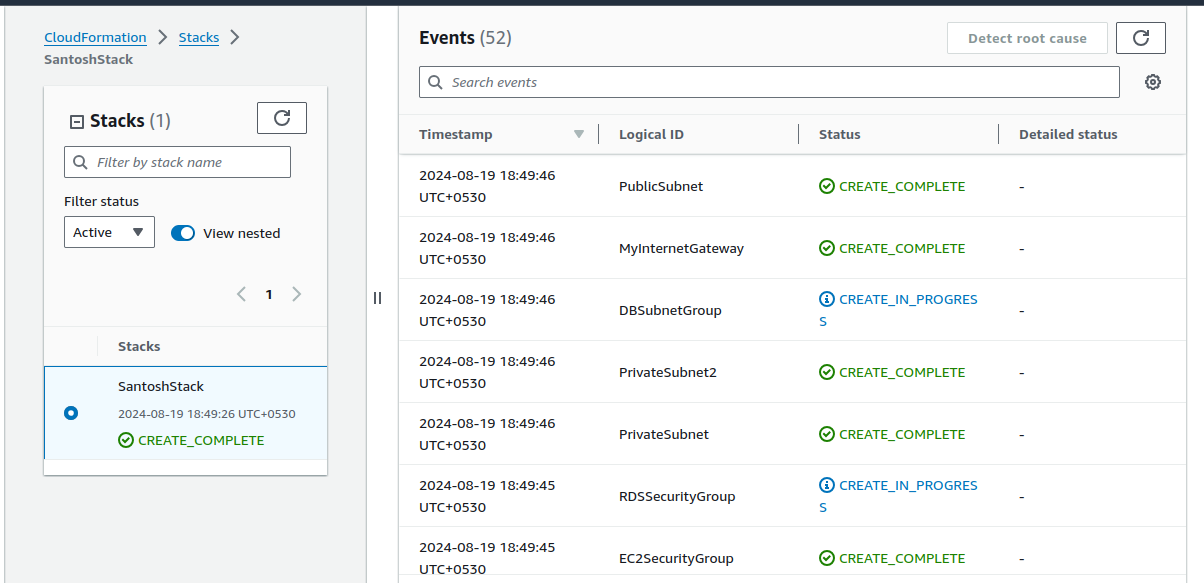 CloudFormation
Stacks
SantoshStack
Stacks (1)
Filter by stack name
Filter status
Active
View nested
1
Stacks
SantoshStack
2024-08-19 18:49:26 UTC+0530
CREATE_COMPLETE
Events (52)
Detect root cause
Search events
Timestamp
Logical ID
Status
Detailed status
2024-08-19 18:49:46
UTC+0530
PublicSubnet
CREATE_COMPLETE
-
2024-08-19 18:49:46
UTC+0530
MyInternetGateway
CREATE_COMPLETE
-
2024-08-19 18:49:46
UTC+0530
DBSubnetGroup
CREATE_IN_PROGRES
S
-
2024-08-19 18:49:46
UTC+0530
PrivateSubnet2
CREATE_COMPLETE
-
2024-08-19 18:49:46
UTC+0530
PrivateSubnet
CREATE_COMPLETE
-
2024-08-19 18:49:45
UTC+0530
RDSSecurityGroup
CREATE_IN_PROGRES
S
-
2024-08-19 18:49:45
UTC+0530
EC2SecurityGroup
CREATE_COMPLETE
-